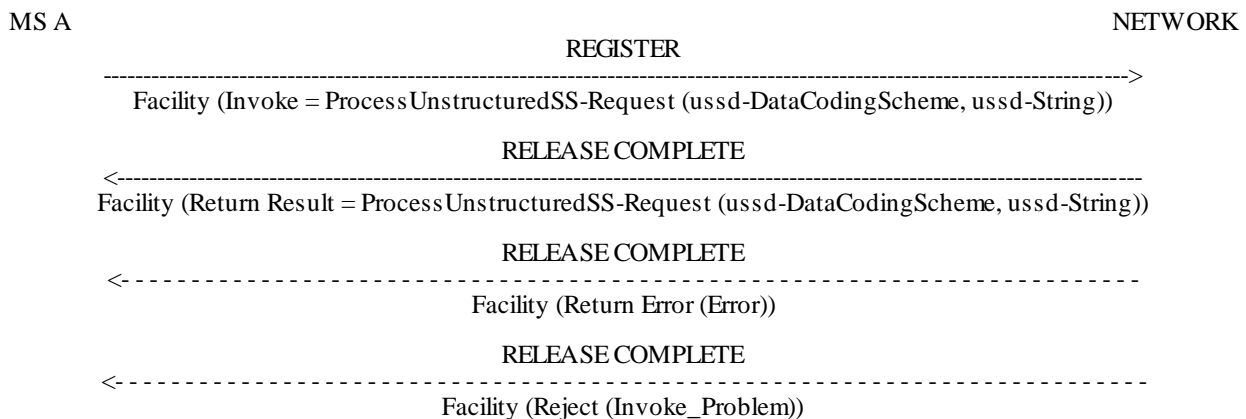 MS A NETWORK
REGISTER
Facility (Invoke = ProcessUnstructuredSS-Request (ussd-DataCodingScheme, ussd-String))
RELEASE COMPLETE
Facility (Return Result = ProcessUnstructuredSS-Request (ussd-DataCodingScheme, ussd-String))
RELEASE COMPLETE
Facility (Return Error (Error))
RELEASE COMPLETE
Facility (Reject (Invoke_Problem))